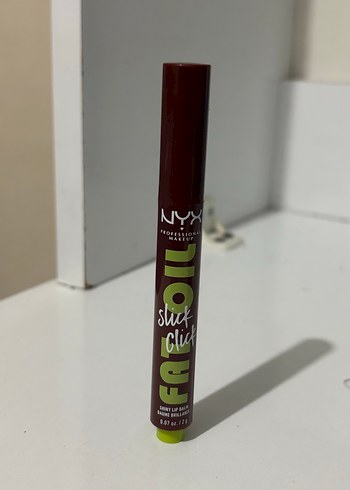 NYX
PROFESSIONAL
MAKEUP
FAT OIL
slick
click
SHINY LIP BALM
BAUME BRILLANT
0.07 oz. / 2 g